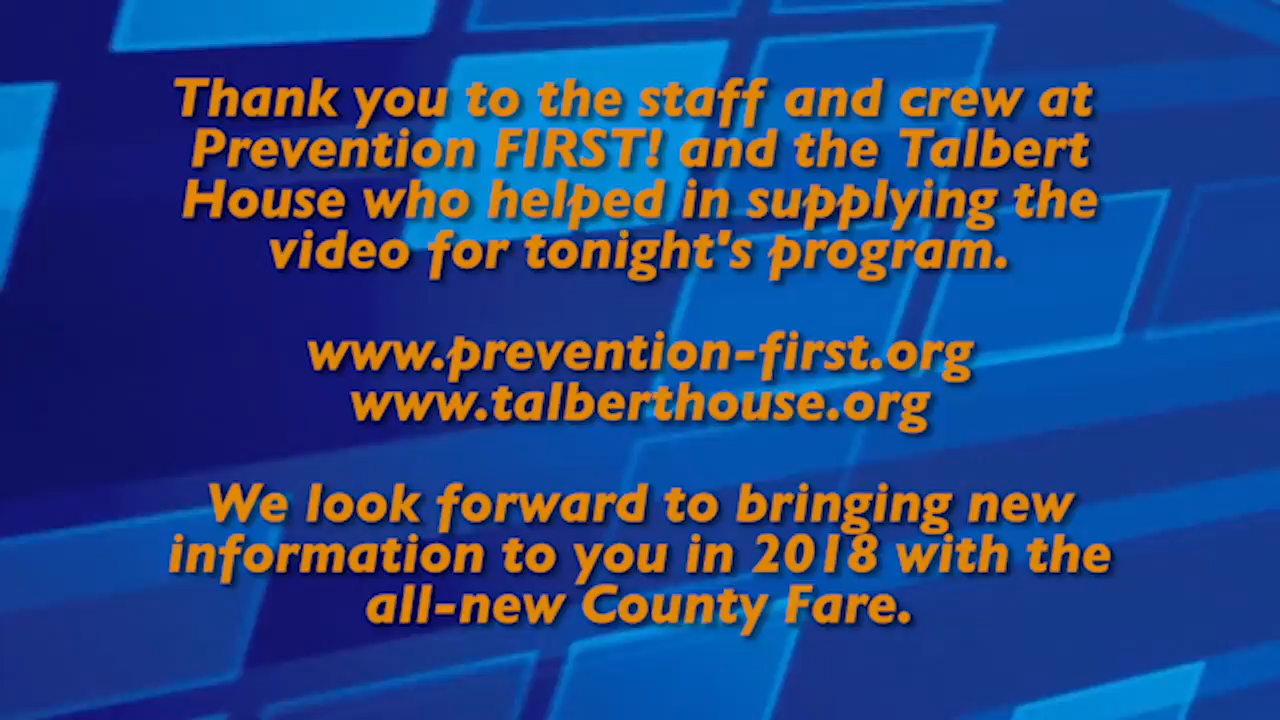 Thank you to the staff and crew at
Prevention FIRST! and the Talbert
House who helped in supplying the
video for tonight's program.
www.prevention-first.org
www.talberthouse.org
We look forward to bringing new
information to you in 2018 with the
all-new County Fare.